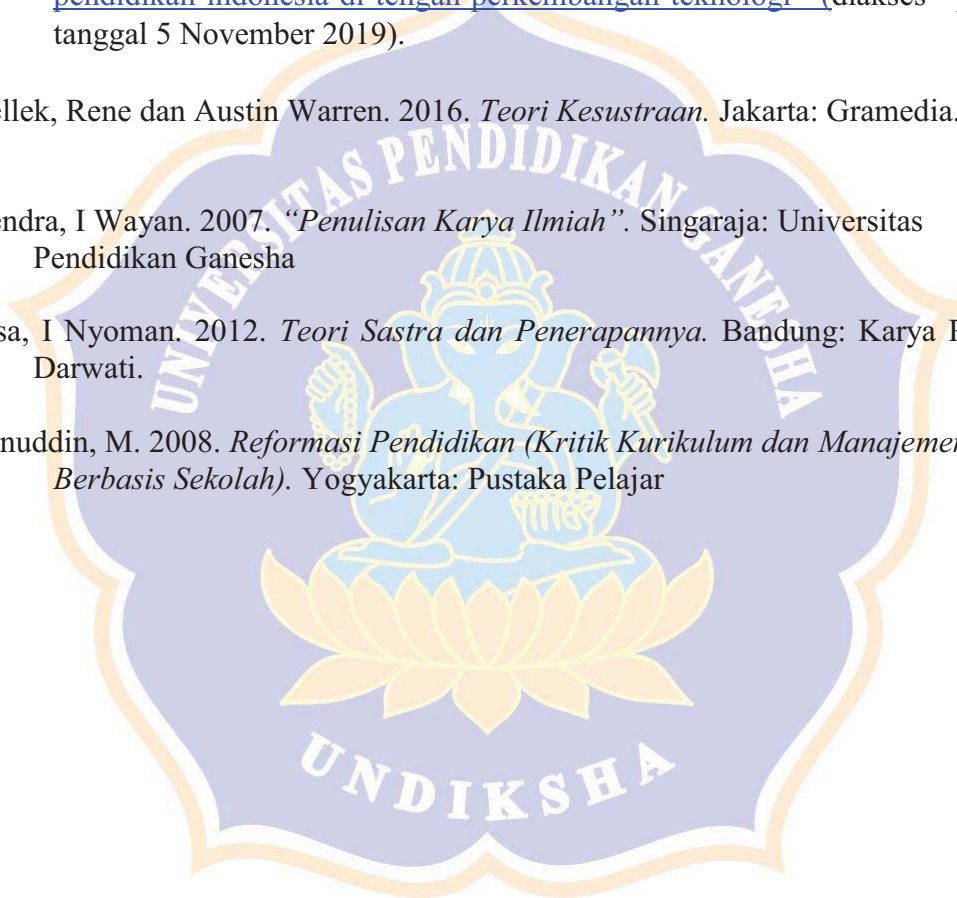 pendidikan-indonesia-di-tengah-perkembangan-teknologi (diakses
tanggal 5 November 2019).
ellek, Rene dan Austin Warren. 2016. Teori Kesustraan. Jakarta: Gramedia.
UNIVERSITAS PENDIDIKAN GANESHA
endra, I Wayan. 2007. “Penulisan Karya Ilmiah”. Singaraja: Universitas
Pendidikan Ganesha
sa, I Nyoman. 2012. Teori Sastra dan Penerapannya. Bandung: Karya
Darwati.
nuddin, M. 2008. Reformasi Pendidikan (Kritik Kurikulum dan Manajemen
Berbasis Sekolah). Yogyakarta: Pustaka Pelajar
UNDIKSHA